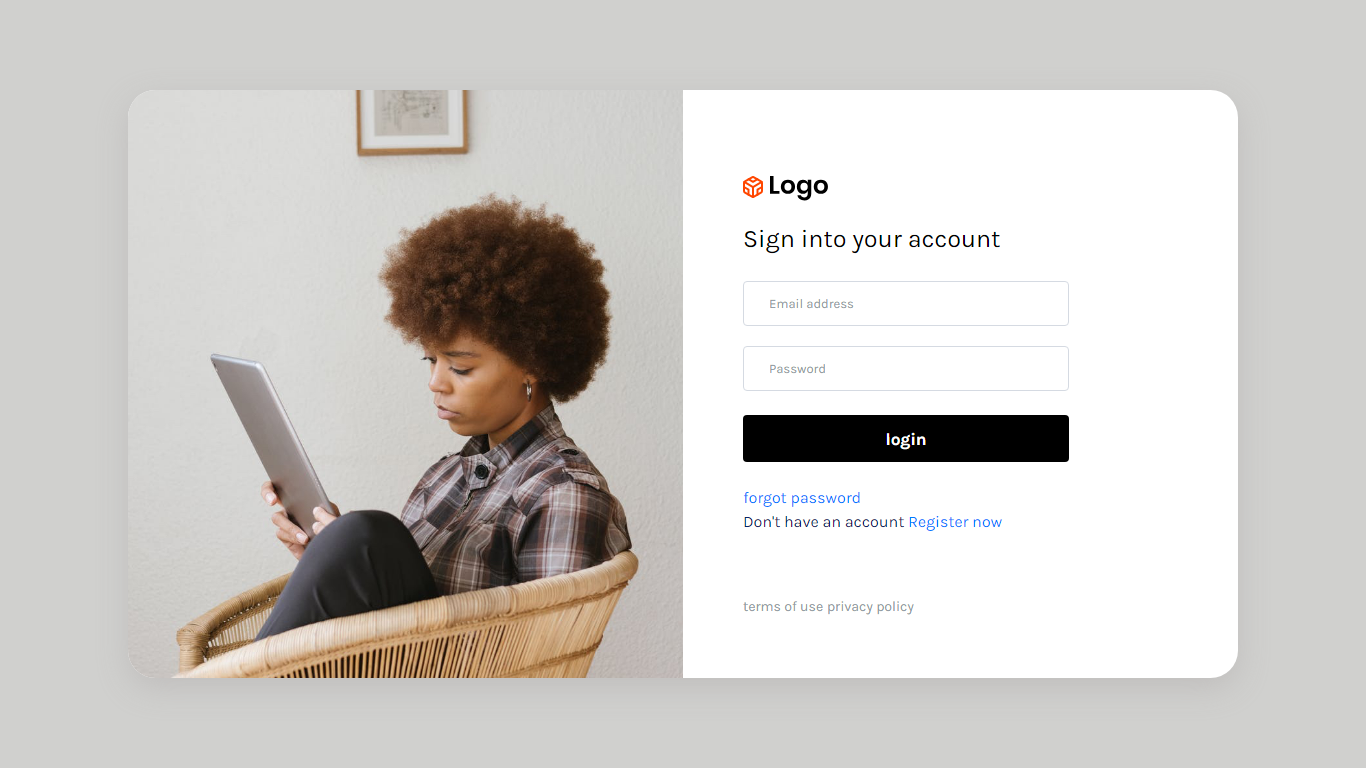 Logo
Sign into your account
Email address
Password
login
forgot password
Don't have an account Register now
terms of use privacy policy